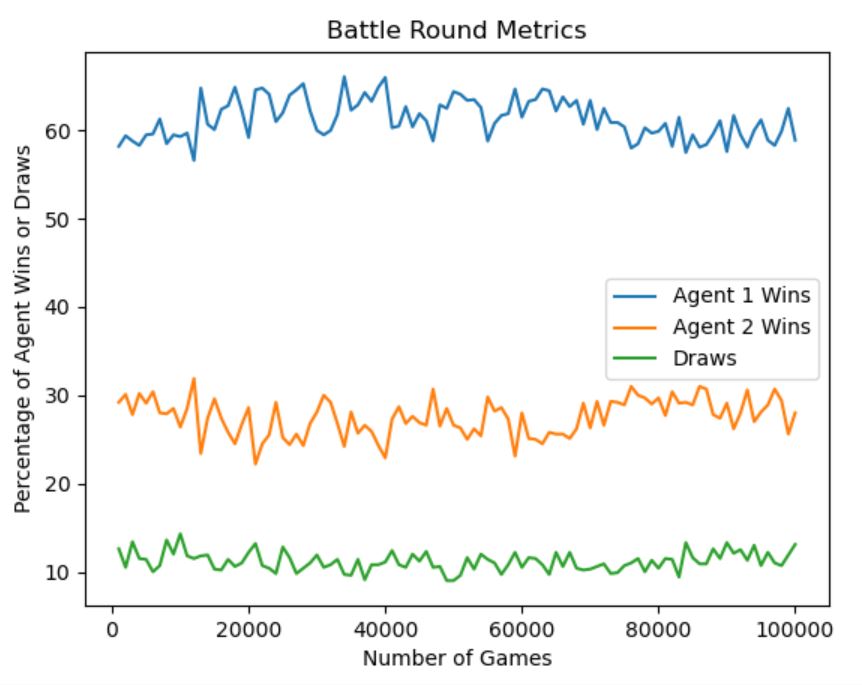 Battle Round Metrics
Percentage of Agent Wins or Draws
60
50
40
30
20
10
Agent 1 Wins
Agent 2 Wins
Draws
0 20000 40000 60000 80000 100000
Number of Games